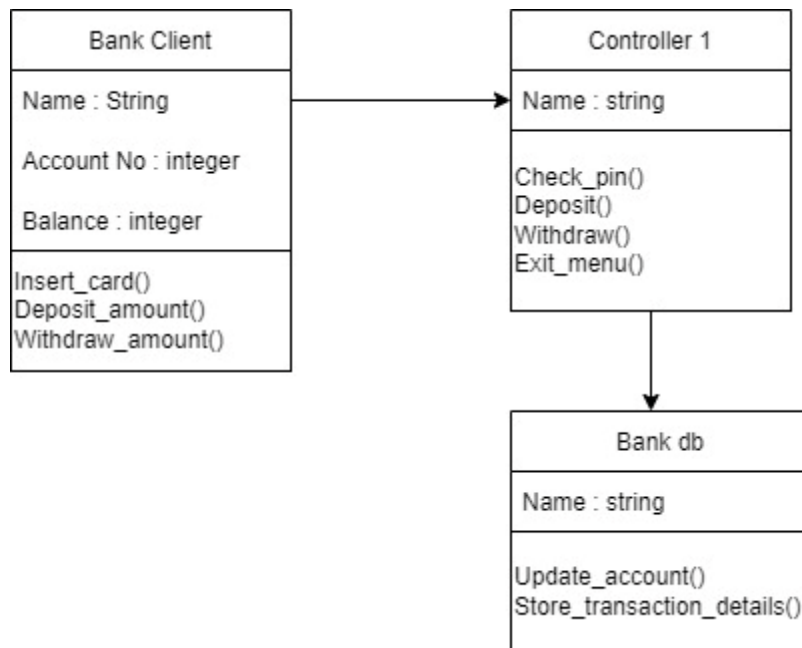 Bank Client
Name : String
Account No : integer
Balance : integer
Insert_card()
Deposit_amount()
Withdraw_amount()
Controller 1
Name : string
Check_pin()
Deposit()
Withdraw()
Exit_menu()
Bank db
Name : string
Update_account()
Store_transaction_details()